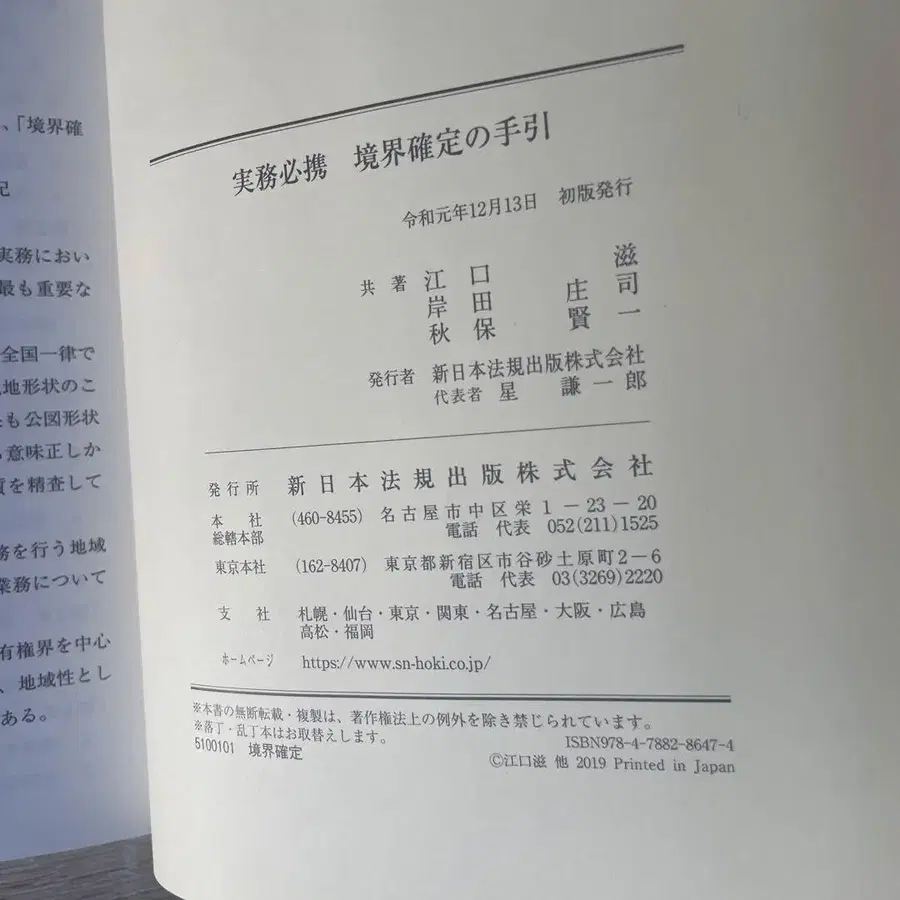 、「境界確
記
実務におい
最も重要な
全国一律で
地形状のこ
も公図形状
意味正しか
を精査して
務を行う地域
業務について
有権界を中心
、地域性とし
ある。
実務必携　境界確定の手引
令和元年12月13日　初版発行
共著 江口　滋
岸田　庄司
秋保　賢一
発行者 新日本法規出版株式会社
代表者 星　謙一郎
発行所 新日本法規出版株式会社
本社 (460-8455) 名古屋市中区栄1－23－20
総轄本部 電話 代表 052(211)1525
東京本社 (162-8407) 東京都新宿区市谷砂土原町2－6
電話 代表 03(3269)2220
支社 札幌・仙台・東京・関東・名古屋・大阪・広島
高松・福岡
ホームページ https://www.sn-hoki.co.jp/
※本書の無断転載・複製は、著作権法上の例外を除き禁じられています。
※落丁・乱丁本はお取替えします。
5100101 境界確定
ISBN978-4-7882-8647-4
©江口滋 他 2019 Printed in Japan